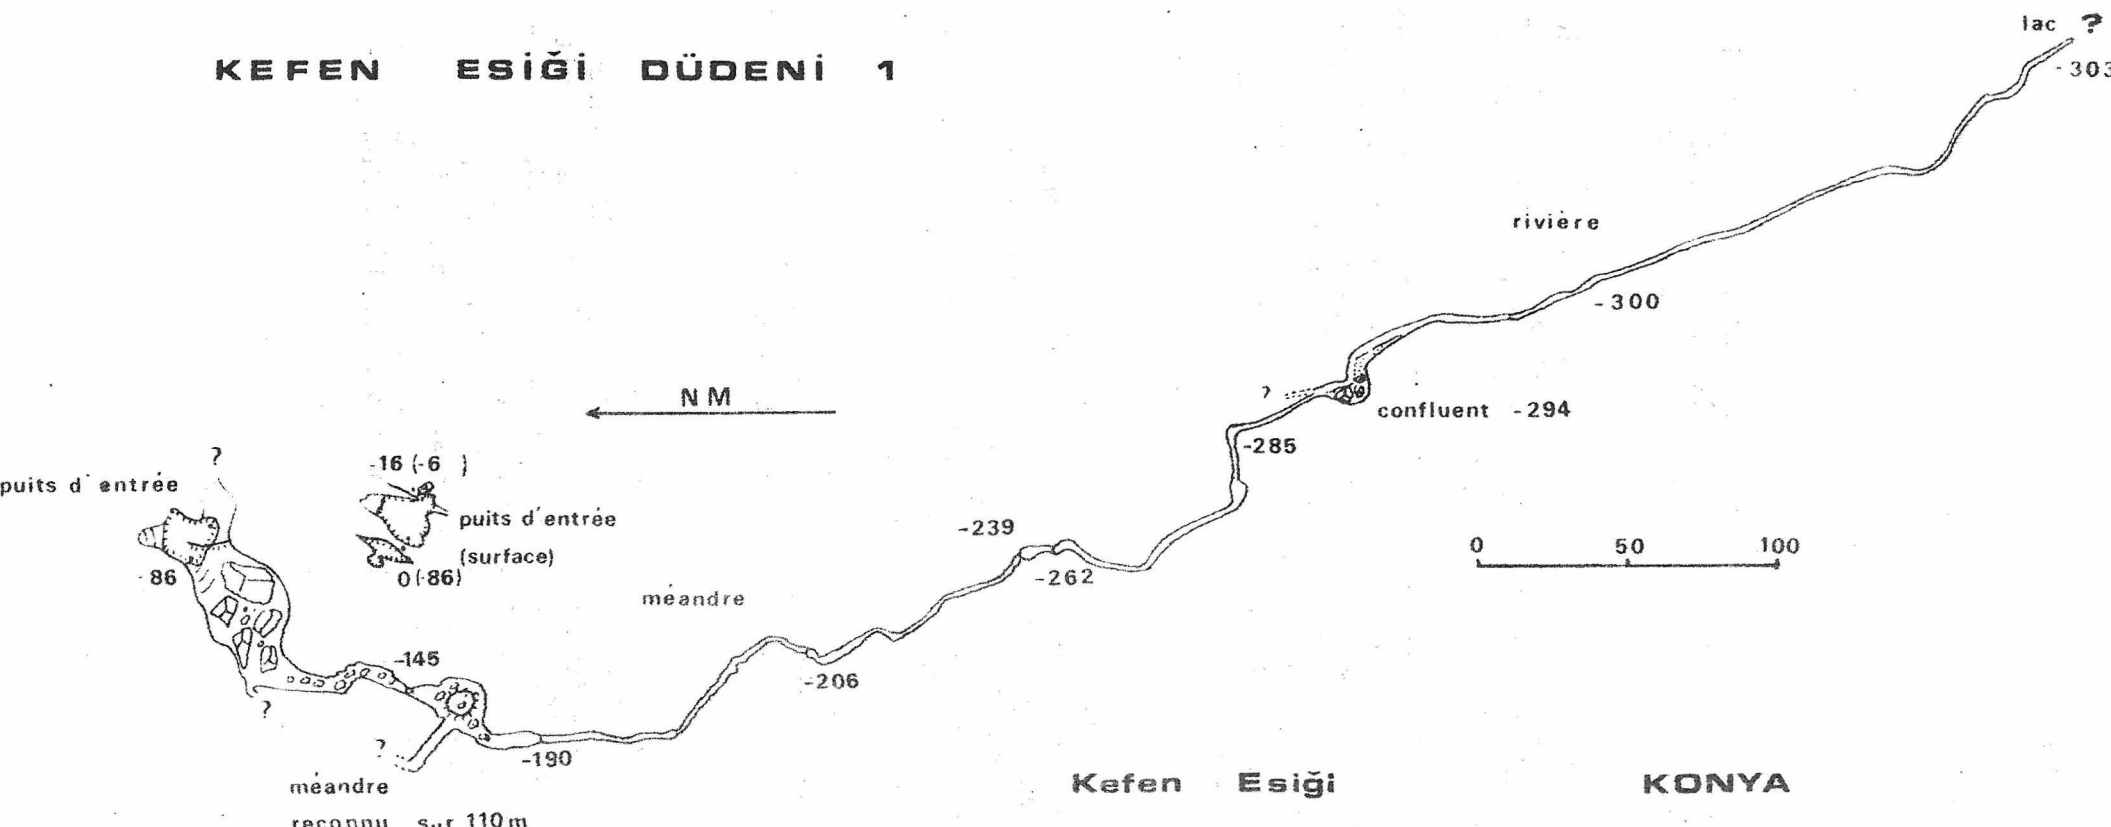 lac ?
-303
KEFEN ESİĞİ DÜDENİ 1
rivière
-300
NM
?
confluent -294
-285
?
puits d'entrée
-16 (-6 )
puits d'entrée
(surface)
0 (-86)
-86
-239
-262
0 50 100
méandre
-145
-206
?
?
-190
méandre
reconnu sur 110m
Kefen Esiği KONYA